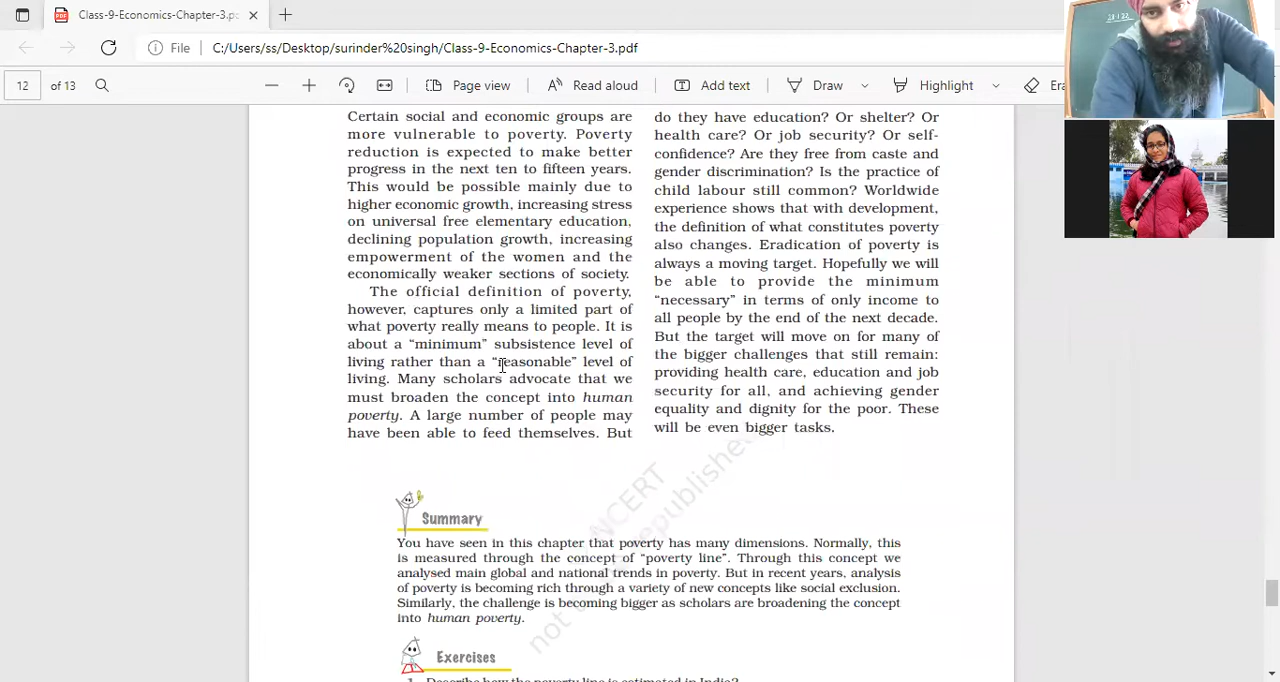 Class-9-Economics-Chapter-3.p
File
C:/Users/ss/Desktop/surinder%20singh/Class-9-Economics-Chapter-3.pdf
12 of 13
Page view
Read aloud
Add text
Draw
Highlight
Era
Certain social and economic groups are
more vulnerable to poverty. Poverty
reduction is expected to make better
progress in the next ten to fifteen years.
This would be possible mainly due to
higher economic growth, increasing stress
on universal free elementary education,
declining population growth, increasing
empowerment of the women and the
economically weaker sections of society.
The official definition of poverty,
however, captures only a limited part of
what poverty really means to people. It is
about a “minimum” subsistence level of
living rather than a “reasonable” level of
living. Many scholars advocate that we
must broaden the concept into human
poverty. A large number of people may
have been able to feed themselves. But
do they have education? Or shelter? Or
health care? Or job security? Or self-
confidence? Are they free from caste and
gender discrimination? Is the practice of
child labour still common? Worldwide
experience shows that with development,
the definition of what constitutes poverty
also changes. Eradication of poverty is
always a moving target. Hopefully we will
be able to provide the minimum
“necessary” in terms of only income to
all people by the end of the next decade.
But the target will move on for many of
the bigger challenges that still remain:
providing health care, education and job
security for all, and achieving gender
equality and dignity for the poor. These
will be even bigger tasks.
NCERT
not republished
Summary
You have seen in this chapter that poverty has many dimensions. Normally, this
is measured through the concept of “poverty line”. Through this concept we
analysed main global and national trends in poverty. But in recent years, analysis
of poverty is becoming rich through a variety of new concepts like social exclusion.
Similarly, the challenge is becoming bigger as scholars are broadening the concept
into human poverty.
Exercises
1. Describe how the poverty line is estimated in India?